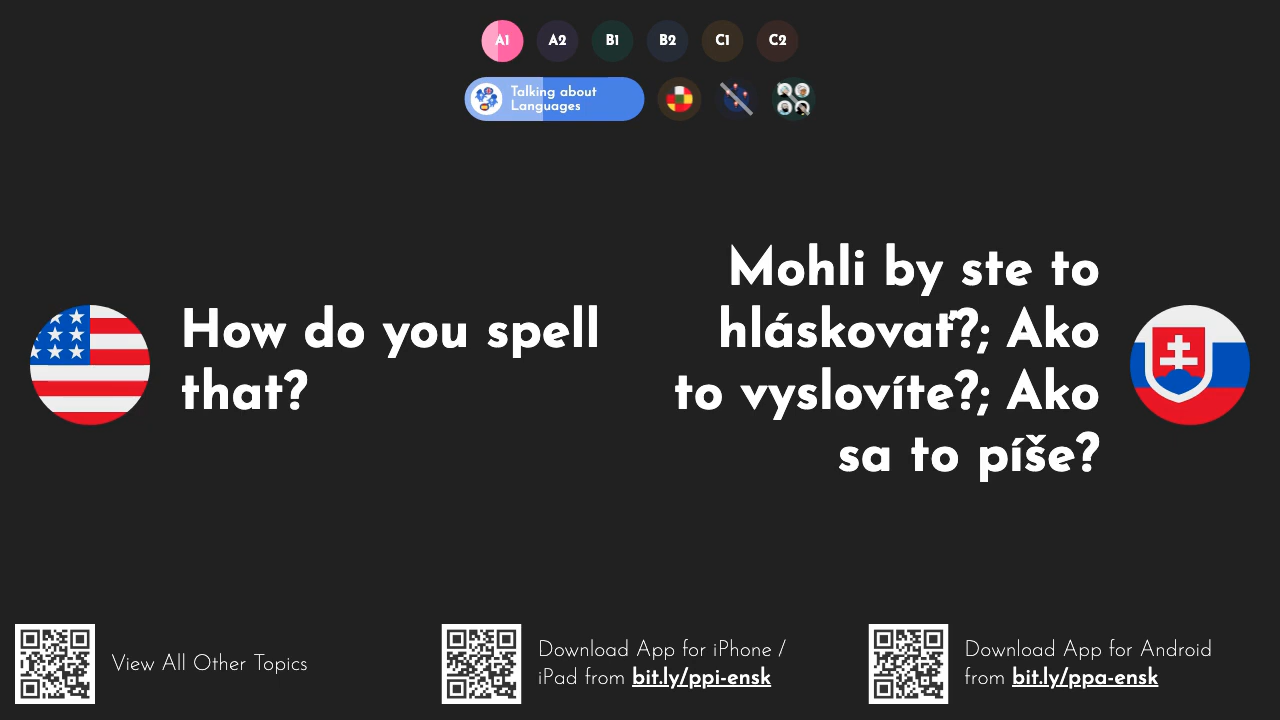 A1 A2 B1 B2 C1 C2
Talking about
Languages
How do you spell
that?
Mohli by ste to
hláskovať?; Ako
to vyslovíte?; Ako
sa to píše?
View All Other Topics
Download App for iPhone /
iPad from bit.ly/ppi-ensk
Download App for Android
from bit.ly/ppa-ensk